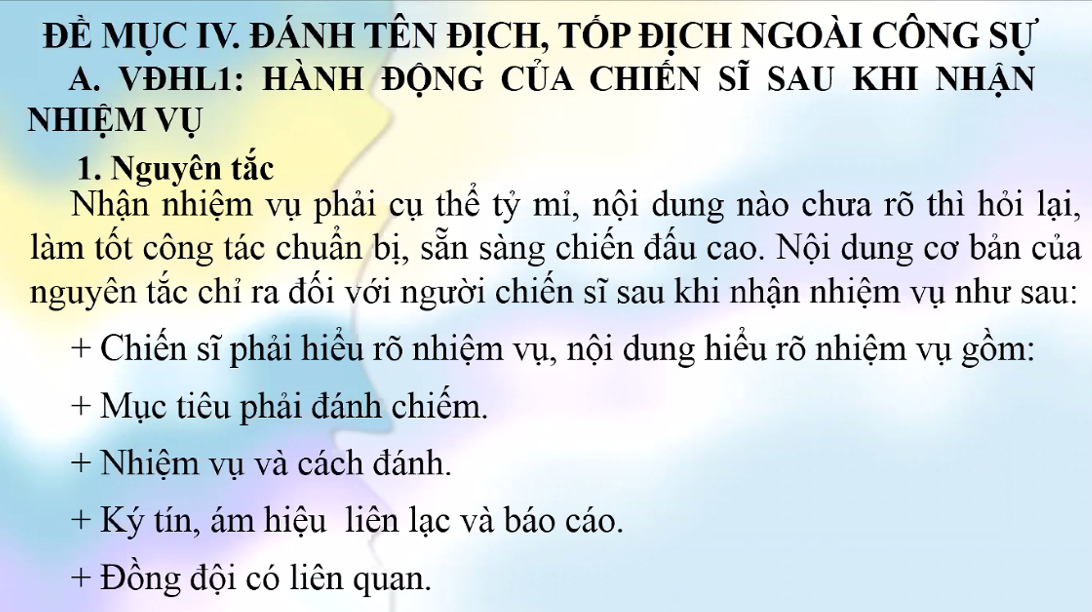 ĐỀ MỤC IV. ĐÁNH TÊN ĐỊCH, TỐP ĐỊCH NGOÀI CÔNG SỰ
A. VĐHL1: HÀNH ĐỘNG CỦA CHIẾN SĨ SAU KHI NHẬN
NHIỆM VỤ
1. Nguyên tắc
Nhận nhiệm vụ phải cụ thể tỷ mỉ, nội dung nào chưa rõ thì hỏi lại,
làm tốt công tác chuẩn bị, sẵn sàng chiến đấu cao. Nội dung cơ bản của
nguyên tắc chỉ ra đối với người chiến sĩ sau khi nhận nhiệm vụ như sau:
+ Chiến sĩ phải hiểu rõ nhiệm vụ, nội dung hiểu rõ nhiệm vụ gồm:
+ Mục tiêu phải đánh chiếm.
+ Nhiệm vụ và cách đánh.
+ Ký tín, ám hiệu liên lạc và báo cáo.
+ Đồng đội có liên quan.